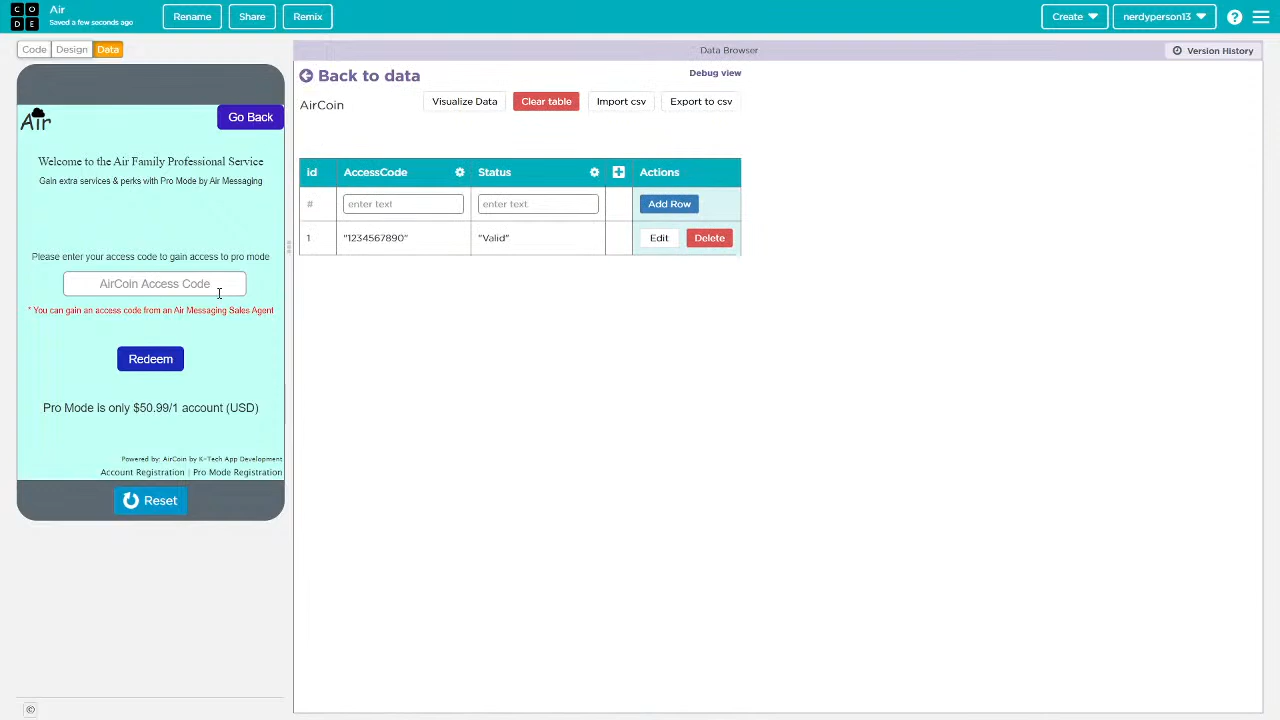 CODE
Air
Saved a few seconds ago
Rename
Share
Remix
Create
nerdyperson13
?
Code
Design
Data
Data Browser
Version History
Back to data
Debug view
AirCoin
Visualize Data
Clear table
Import csv
Export to csv
Id AccessCode Status Actions
# enter text enter text Add Row
1 "1234567890" "Valid" Edit Delete
Air
Go Back
Welcome to the Air Family Professional Service
Gain extra services & perks with Pro Mode by Air Messaging
Please enter your access code to gain access to pro mode
AirCoin Access Code
* You can gain an access code from an Air Messaging Sales Agent
Redeem
Pro Mode is only $50.99/1 account (USD)
Powered by: AirCoin by K-Tech App Development
Account Registration | Pro Mode Registration
Reset
©